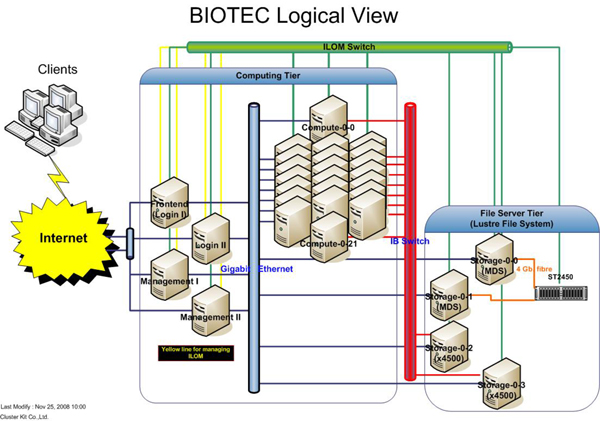 BIOTEC Logical View
ILOM Switch
Clients
Computing Tier
Compute-0-0
Frontend
(Login I)
Login II
Compute-0-21
IB Switch
File Server Tier
(Lustre File System)
Internet
Gigabit Ethernet
Management I
Management II
Storage-0-0
(MDS)
4 Gb fibre
ST2450
Storage-0-1
(MDS)
Storage-0-2
(x4500)
Storage-0-3
(x4500)
Yellow line for managing
ILOM
Last Modify : Nov 25, 2008 10:00
Cluster Kit Co.,Ltd.